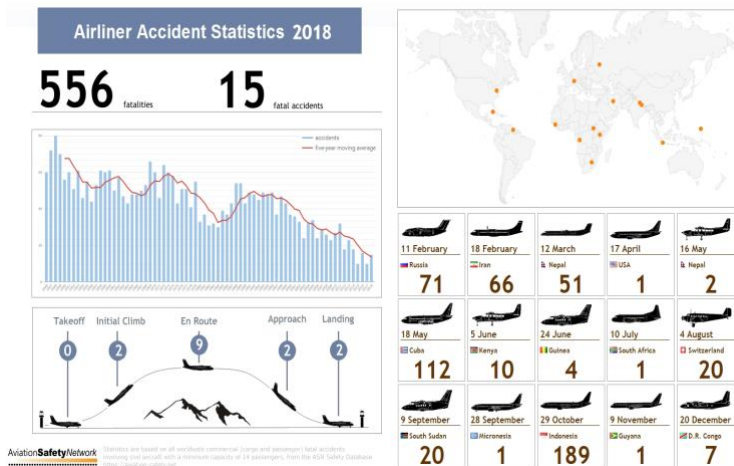 Airliner Accident Statistics 2018
556 fatalities
15 fatal accidents
accidents
five-year moving average
Takeoff Initial Climb En Route Approach Landing
0 2 9 2 2
AviationSafetyNetwork
Statistics are based on all worldwide commercial (cargo and passenger) fatal accidents
involving civil aircraft with a minimum capacity of 14 passengers, from the ASN Safety Database
11 February 18 February 12 March 17 April 16 May
Russia Iran Nepal USA Nepal
71 66 51 1 2
18 May 5 June 24 June 10 July 4 August
Cuba Kenya Guinea South Africa Switzerland
112 10 4 1 20
9 September 28 September 29 October 9 November 20 December
South Sudan Micronesia Indonesia Guyana D.R. Congo
20 1 189 1 7